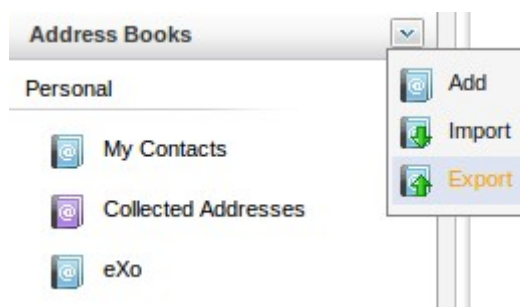 Address Books
Personal
My Contacts
Collected Addresses
eXo
Add
Import
Export